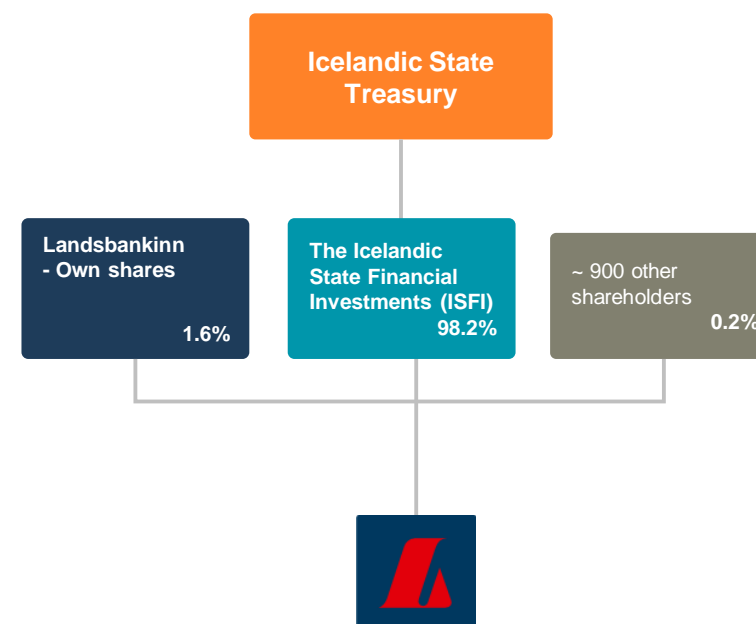 Icelandic State
Treasury
Landsbankinn
- Own shares
1.6%
The Icelandic
State Financial
Investments (ISFI)
98.2%
~ 900 other
shareholders
0.2%